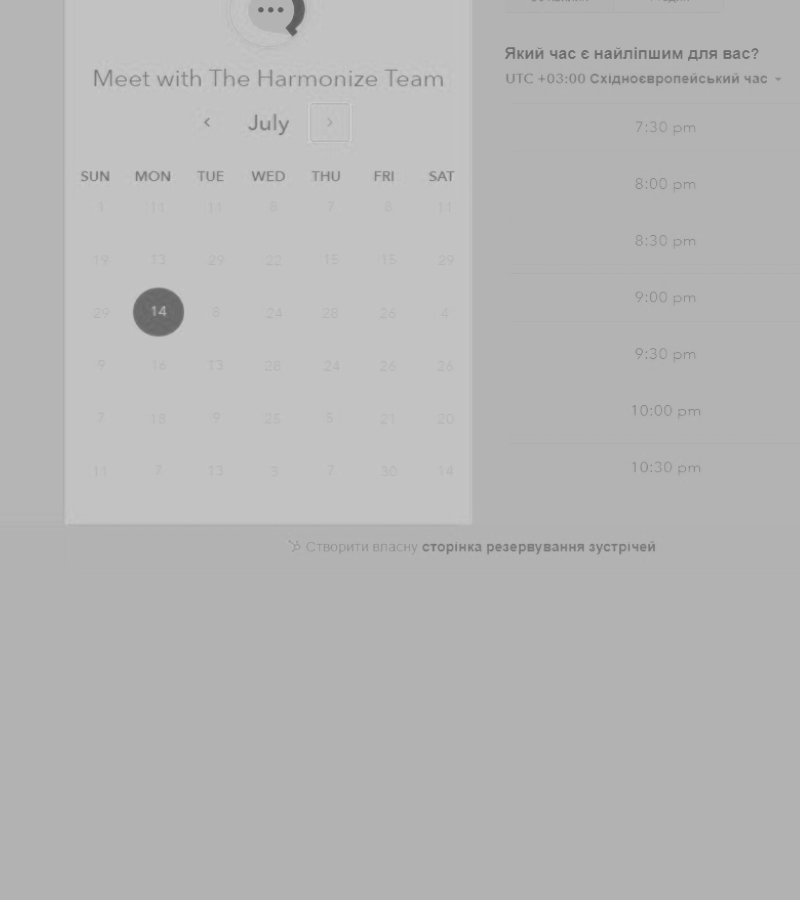 Meet with The Harmonize Team
July
SUN MON TUE WED THU FRI SAT
1 11 11 8 7 8 11
19 13 29 22 15 15 29
29 14 8 24 28 26 4
9 16 13 28 24 26 26
7 18 9 25 5 21 20
11 7 13 3 7 30 14
Який час є найліпшим для вас?
UTC +03:00 Східноєвропейський час
7:30 pm
8:00 pm
8:30 pm
9:00 pm
9:30 pm
10:00 pm
10:30 pm
Створити власну сторінка резервування зустрічей